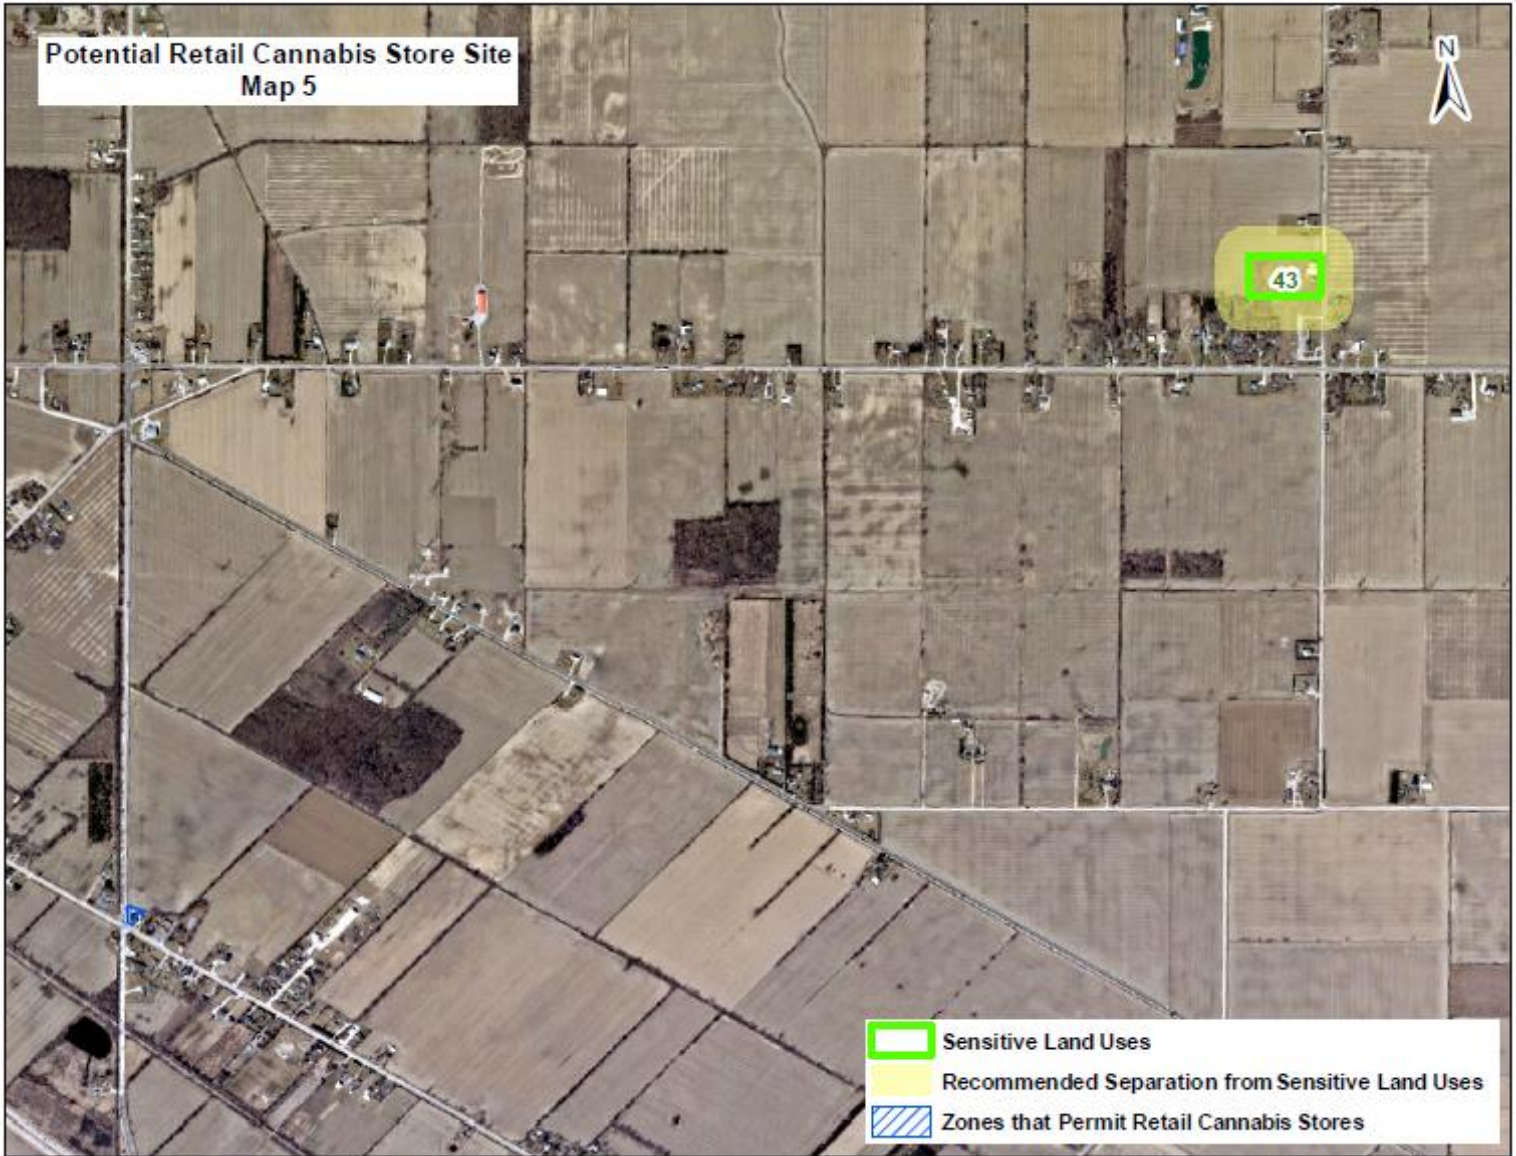 Potential Retail Cannabis Store Site
Map 5
N
43
Sensitive Land Uses
Recommended Separation from Sensitive Land Uses
Zones that Permit Retail Cannabis Stores